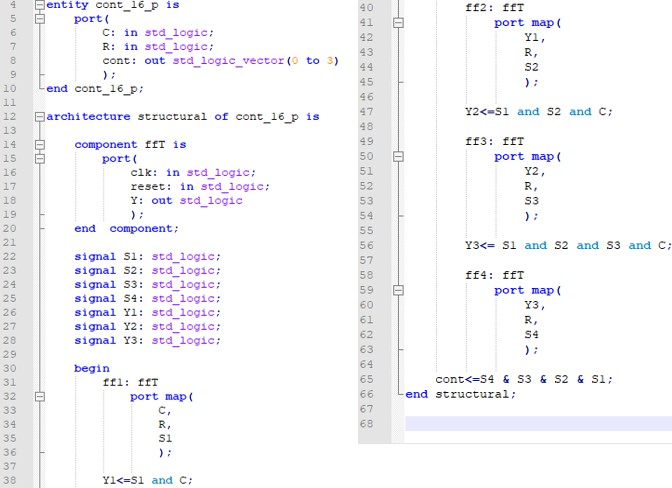 4 entity cont_16_p is
5 port(
6 C: in std_logic;
7 R: in std_logic;
8 cont: out std_logic_vector(0 to 3)
9 );
10 end cont_16_p;
11
12 architecture structural of cont_16_p is
13
14 component ffT is
15 port(
16 clk: in std_logic;
17 reset: in std_logic;
18 Y: out std_logic
19 );
20 end component;
21
22 signal S1: std_logic;
23 signal S2: std_logic;
24 signal S3: std_logic;
25 signal S4: std_logic;
26 signal Y1: std_logic;
27 signal Y2: std_logic;
28 signal Y3: std_logic;
29
30 begin
31 ff1: ffT
32 port map(
33 C,
34 R,
35 S1
36 );
37
38 Y1<=S1 and C;
40 ff2: ffT
41 port map(
42 Y1,
43 R,
44 S2
45 );
46
47 Y2<=S1 and S2 and C;
48
49 ff3: ffT
50 port map(
51 Y2,
52 R,
53 S3
54 );
55
56 Y3<= S1 and S2 and S3 and C;
57
58 ff4: ffT
59 port map(
60 Y3,
61 R,
62 S4
63 );
64
65 cont<=S4 & S3 & S2 & S1;
66 end structural;
67
68